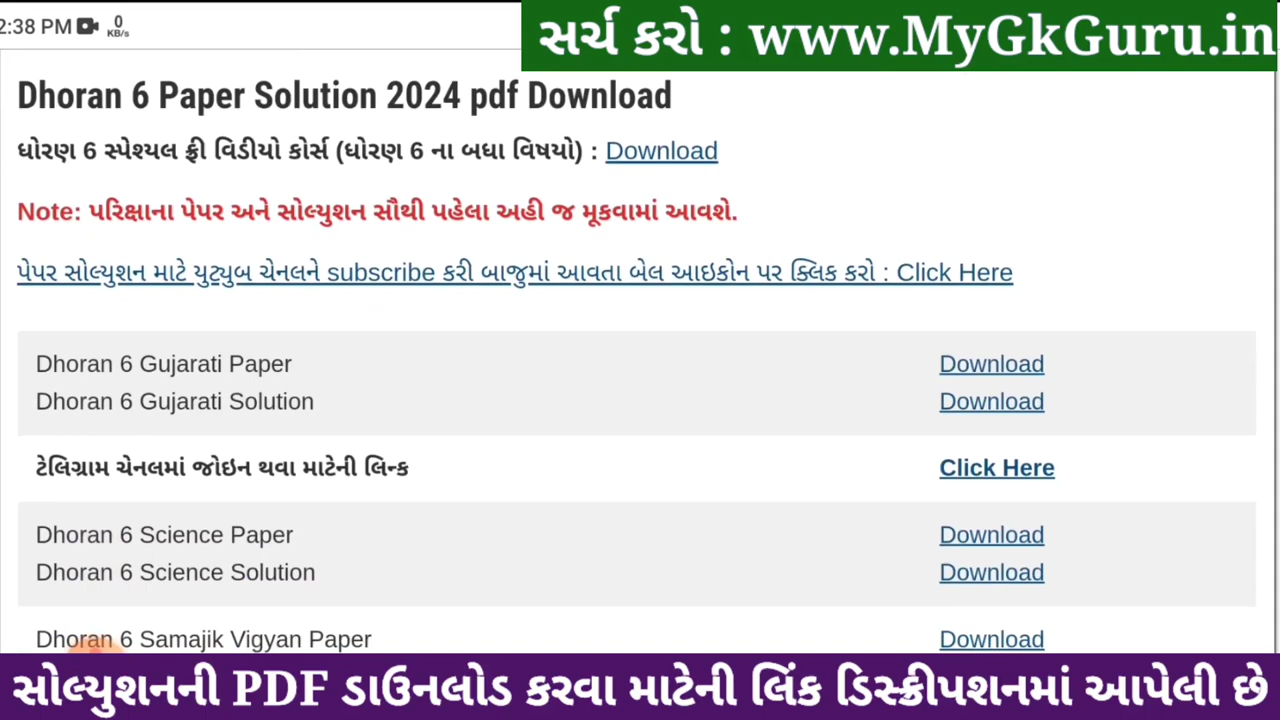 2:38 PM 0 KB/s
સર્ચ કરો : www.MyGkGuru.in
Dhoran 6 Paper Solution 2024 pdf Download
ધોરણ 6 સ્પેશ્યલ ફ્રી વિડીયો કોર્સ (ધોરણ 6 ના બધા વિષયો) : Download
Note: પરિક્ષાના પેપર અને સોલ્યુશન સૌથી પહેલા અહી જ મૂકવામાં આવશે.
પેપર સોલ્યુશન માટે યુટ્યુબ ચેનલને subscribe કરી બાજુમાં આવતા બેલ આઇકોન પર ક્લિક કરો : Click Here
Dhoran 6 Gujarati Paper Download
Dhoran 6 Gujarati Solution Download
ટેલિગ્રામ ચેનલમાં જોઇન થવા માટેની લિન્ક Click Here
Dhoran 6 Science Paper Download
Dhoran 6 Science Solution Download
Dhoran 6 Samajik Vigyan Paper Download
સોલ્યુશનની PDF ડાઉનલોડ કરવા માટેની લિંક ડિસ્ક્રીપશનમાં આપેલી છે